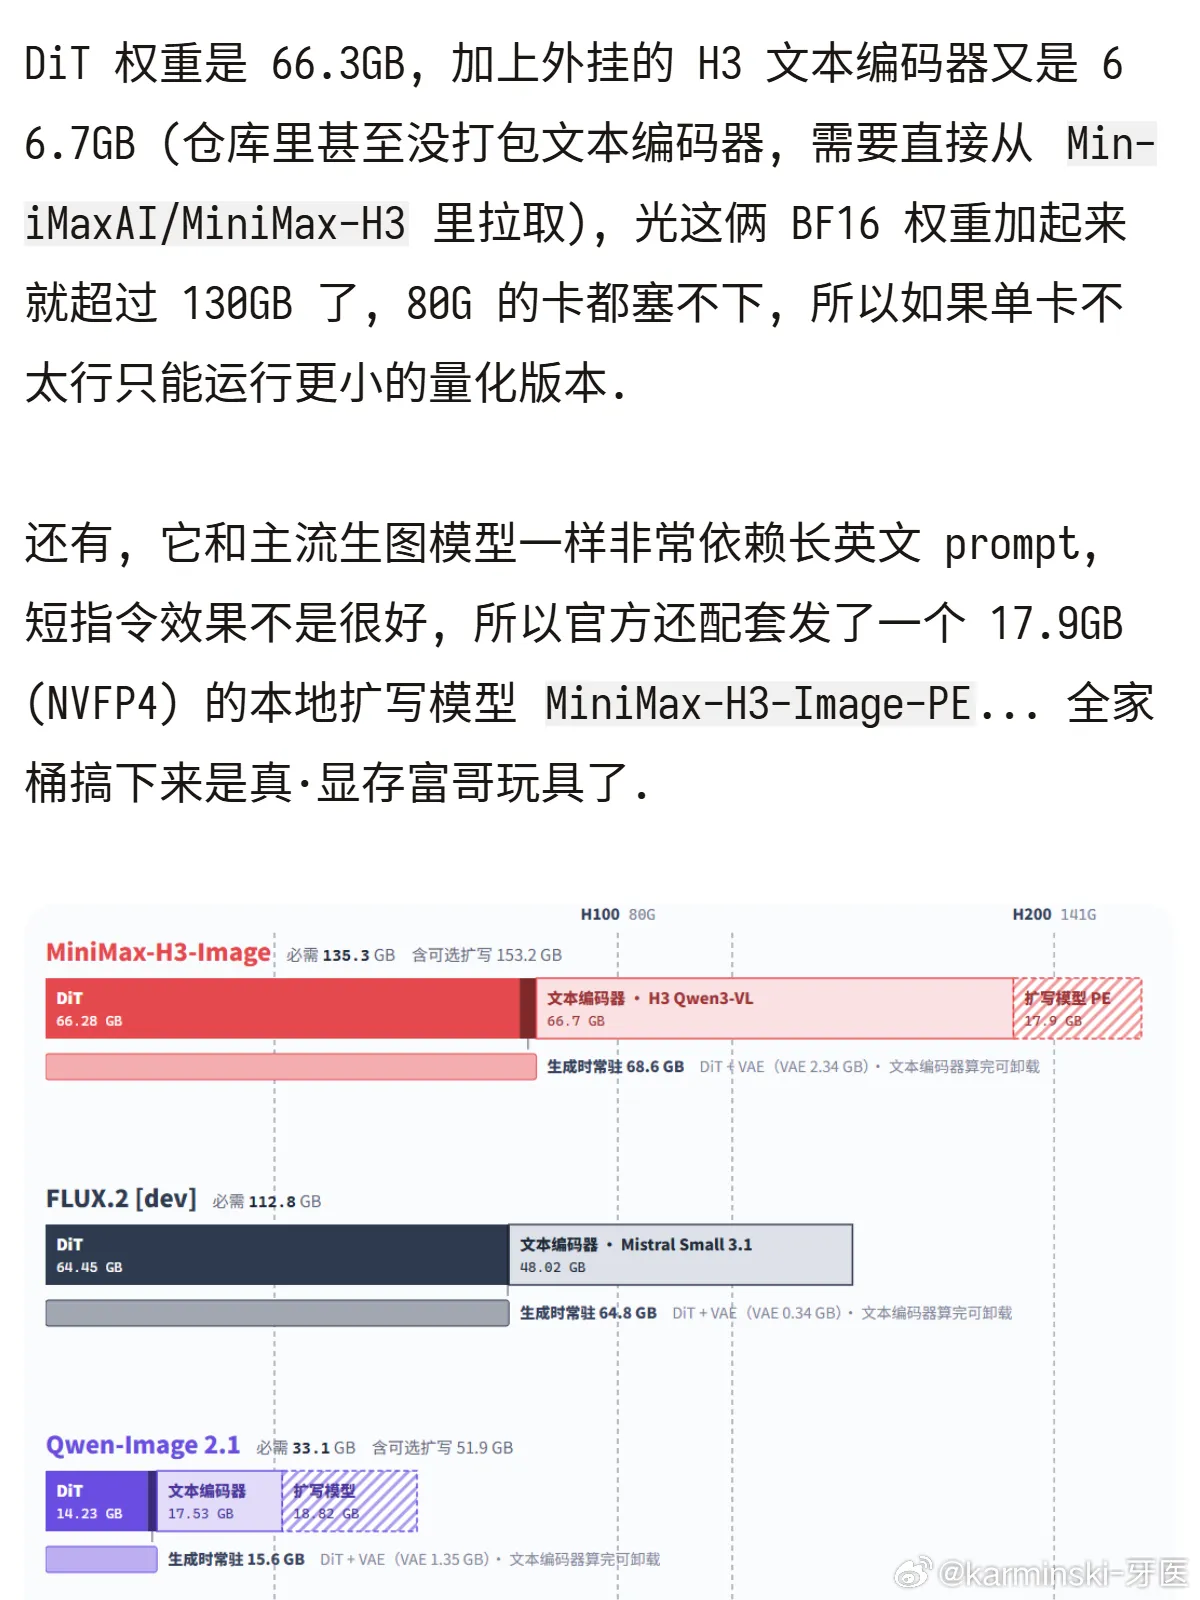 DiT 权重是 66.3GB，加上外挂的 H3 文本编码器又是 6
6.7GB（仓库里甚至没打包文本编码器，需要直接从 Min-
iMaxAI/MiniMax-H3 里拉取），光这俩 BF16 权重加起来
就超过 130GB 了，80G 的卡都塞不下，所以如果单卡不
太行只能运行更小的量化版本.
还有，它和主流生图模型一样非常依赖长英文 prompt，
短指令效果不是很好，所以官方还配套发了一个 17.9GB
(NVFP4) 的本地扩写模型 MiniMax-H3-Image-PE... 全家
桶搞下来是真·显存富哥玩具了.
H100 80G
H200 141G
MiniMax-H3-Image 必需 135.3 GB 含可选扩写 153.2 GB
DiT
66.28 GB
文本编码器 · H3 Qwen3-VL
66.7 GB
扩写模型 PE
17.9 GB
生成时常驻 68.6 GB DiT + VAE（VAE 2.34 GB）· 文本编码器算完可卸载
FLUX.2 [dev] 必需 112.8 GB
DiT
64.45 GB
文本编码器 · Mistral Small 3.1
48.02 GB
生成时常驻 64.8 GB DiT + VAE（VAE 0.34 GB）· 文本编码器算完可卸载
Qwen-Image 2.1 必需 33.1 GB 含可选扩写 51.9 GB
DiT
14.23 GB
文本编码器
17.53 GB
扩写模型
18.82 GB
生成时常驻 15.6 GB DiT + VAE（VAE 1.35 GB）· 文本编码器算完可卸载
@karminski-牙医